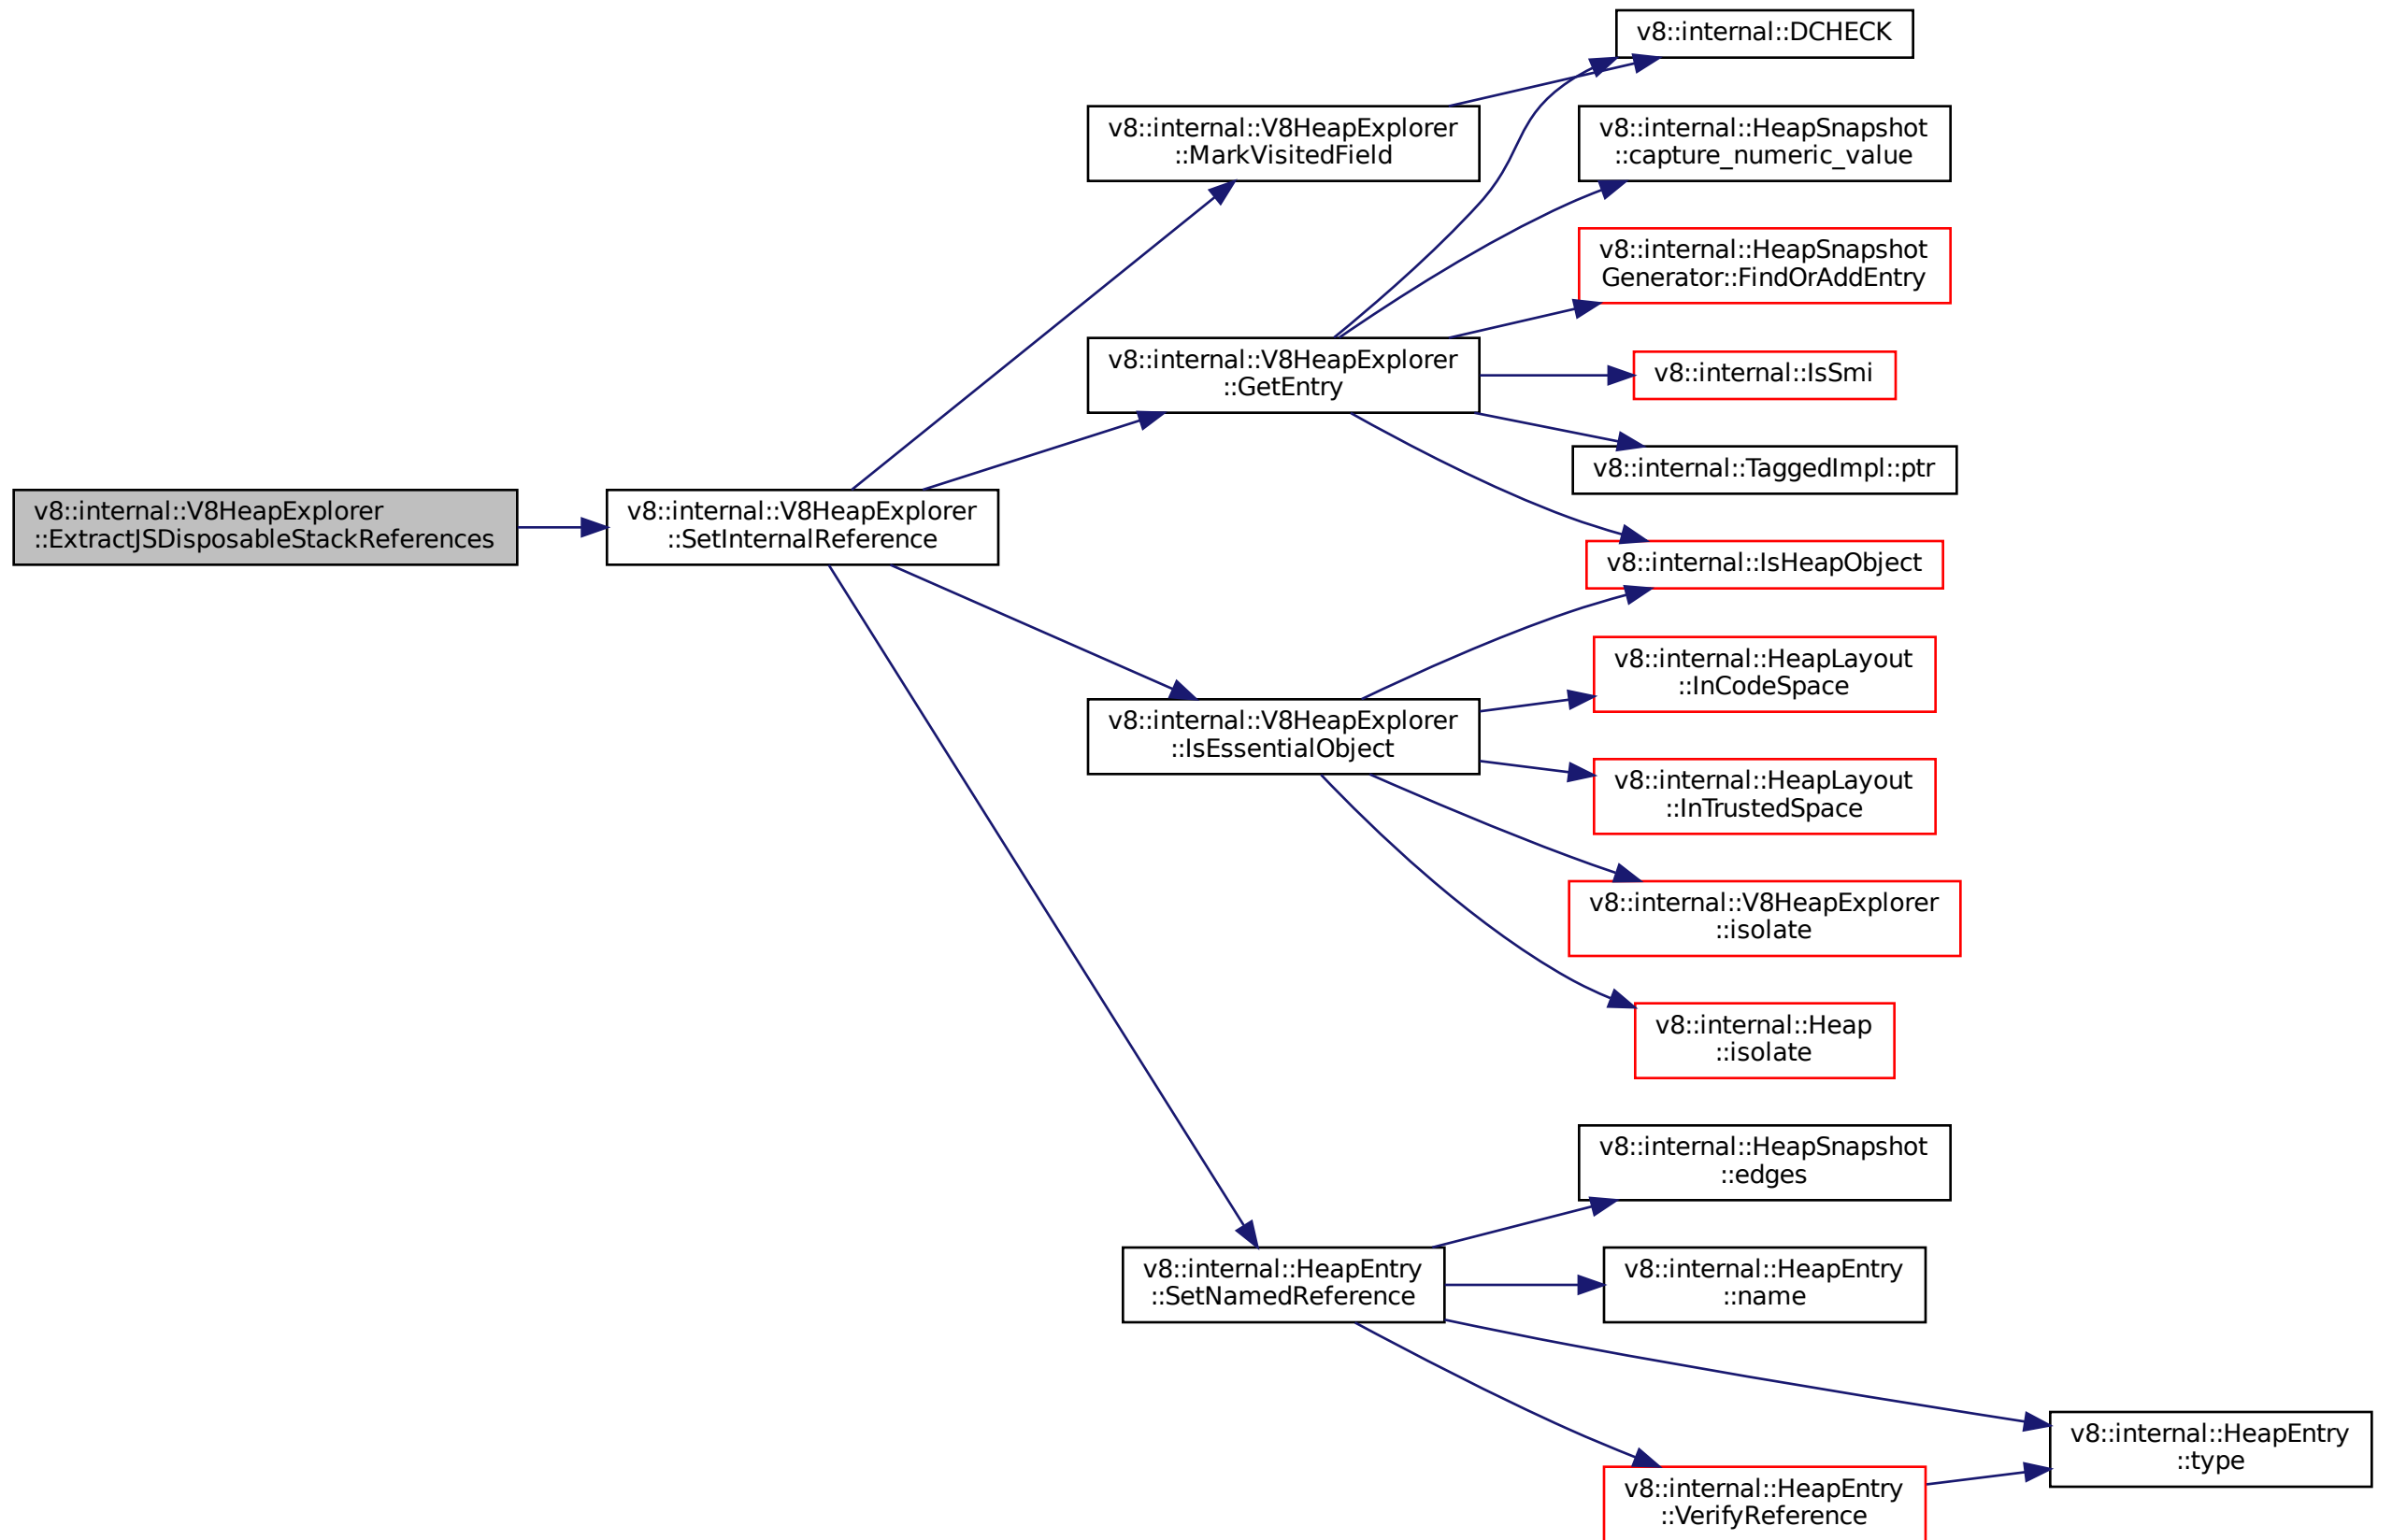 v8::internal::V8HeapExplorer
::ExtractJSDisposableStackReferences
v8::internal::V8HeapExplorer
::SetInternalReference
v8::internal::V8HeapExplorer
::MarkVisitedField
v8::internal::V8HeapExplorer
::GetEntry
v8::internal::V8HeapExplorer
::IsEssentialObject
v8::internal::HeapEntry
::SetNamedReference
v8::internal::DCHECK
v8::internal::HeapSnapshot
::capture_numeric_value
v8::internal::HeapSnapshot
Generator::FindOrAddEntry
v8::internal::IsSmi
v8::internal::TaggedImpl::ptr
v8::internal::IsHeapObject
v8::internal::HeapLayout
::InCodeSpace
v8::internal::HeapLayout
::InTrustedSpace
v8::internal::V8HeapExplorer
::isolate
v8::internal::Heap
::isolate
v8::internal::HeapSnapshot
::edges
v8::internal::HeapEntry
::name
v8::internal::HeapEntry
::VerifyReference
v8::internal::HeapEntry
::type